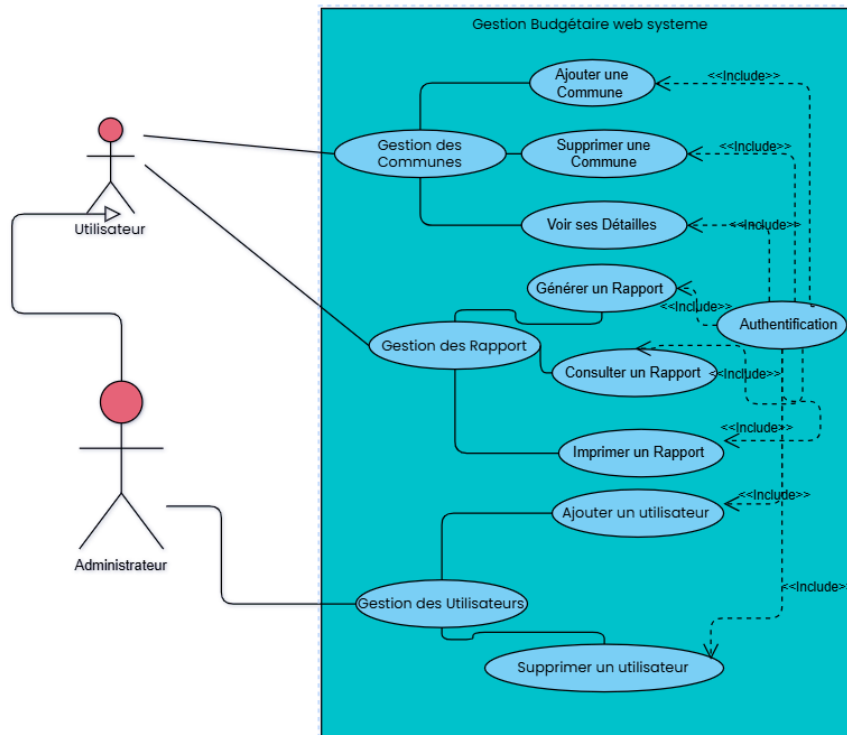 Gestion Budgétaire web systeme
Ajouter une
Commune
<<Include>>
Gestion des
Communes
Supprimer une
Commune
<<Include>>
Utilisateur
Voir ses Détailles
<<Include>>
Générer un Rapport
<<Include>>
Authentification
Gestion des Rapport
Consulter un Rapport
<<Include>>
Imprimer un Rapport
<<Include>>
Ajouter un utilisateur
<<Include>>
Administrateur
Gestion des Utilisateurs
<<Include>>
Supprimer un utilisateur